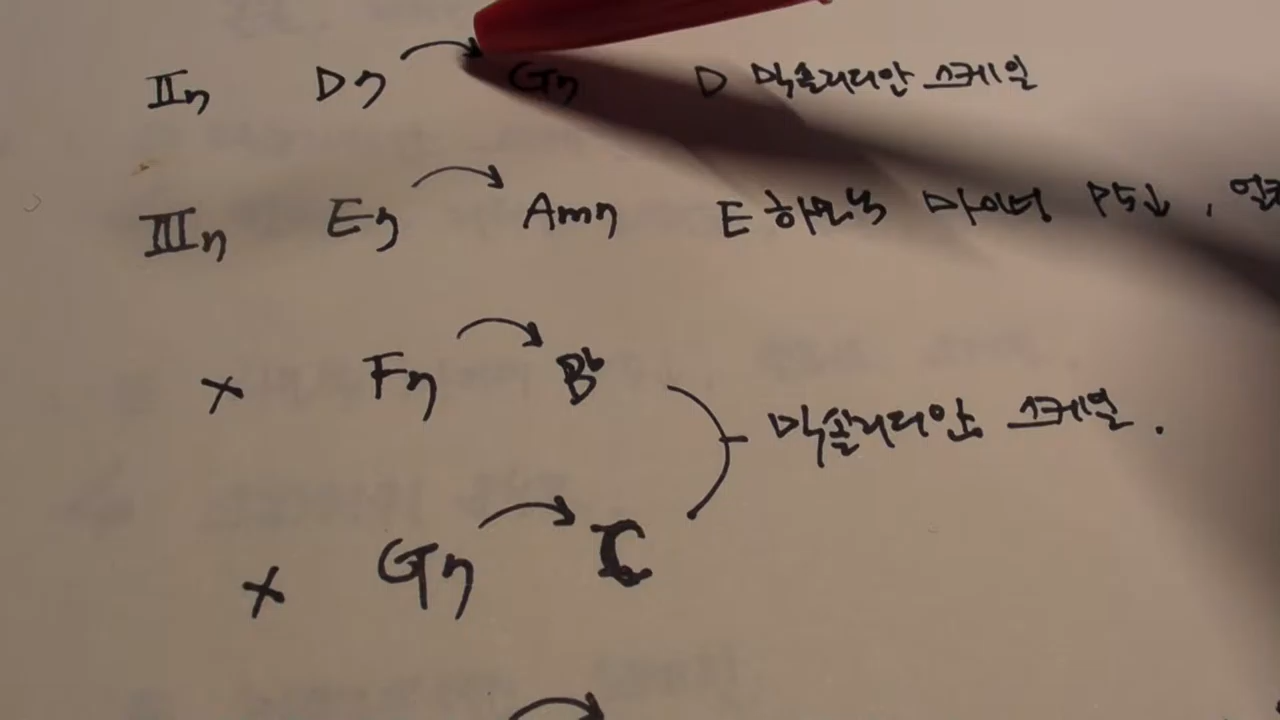 II7 D7 G7 D 믹솔리디안 스케일
III7 E7 Am7 E 하모닉 마이너 P5↓ ,
x F7 B♭
믹솔리디안 스케일 .
x G7 C